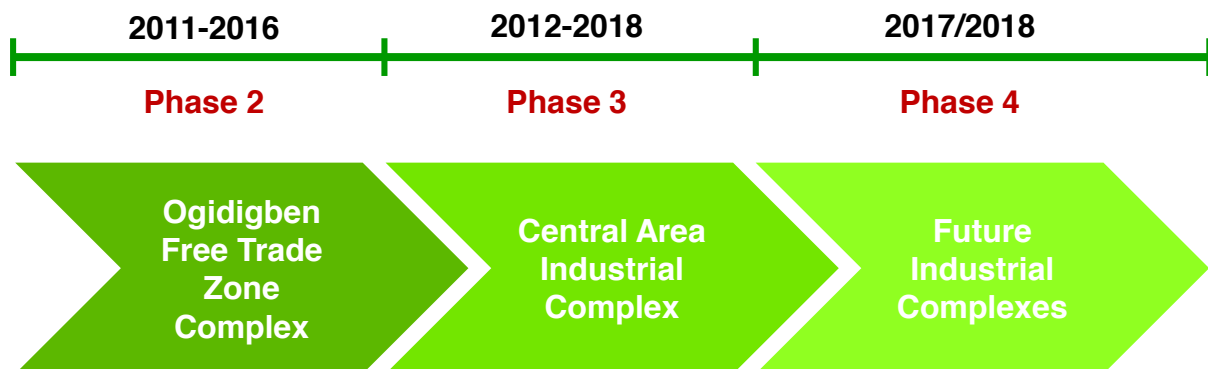 2011-2016
2012-2018
2017/2018
Phase 2
Phase 3
Phase 4
Ogidigben
Free Trade
Zone
Complex
Central Area
Industrial
Complex
Future
Industrial
Complexes